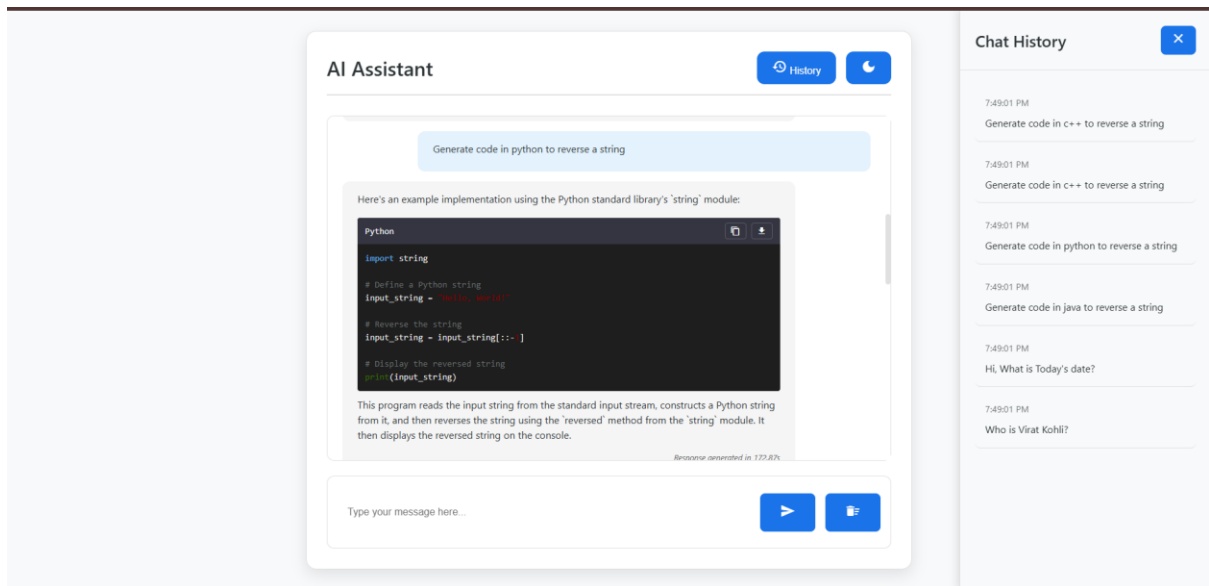 AI Assistant
History
Generate code in python to reverse a string
Here's an example implementation using the Python standard library's `string` module:
Python
import string
# Define a Python string
input_string = "Hello, World!"
# Reverse the string
input_string = input_string[::- ]
# Display the reversed string
print(input_string)
This program reads the input string from the standard input stream, constructs a Python string
from it, and then reverses the string using the `reversed` method from the `string` module. It
then displays the reversed string on the console.
Response generated in 172.87s
Type your message here...
Chat History
7:49:01 PM
Generate code in c++ to reverse a string
7:49:01 PM
Generate code in c++ to reverse a string
7:49:01 PM
Generate code in python to reverse a string
7:49:01 PM
Generate code in java to reverse a string
7:49:01 PM
Hi, What is Today's date?
7:49:01 PM
Who is Virat Kohli?